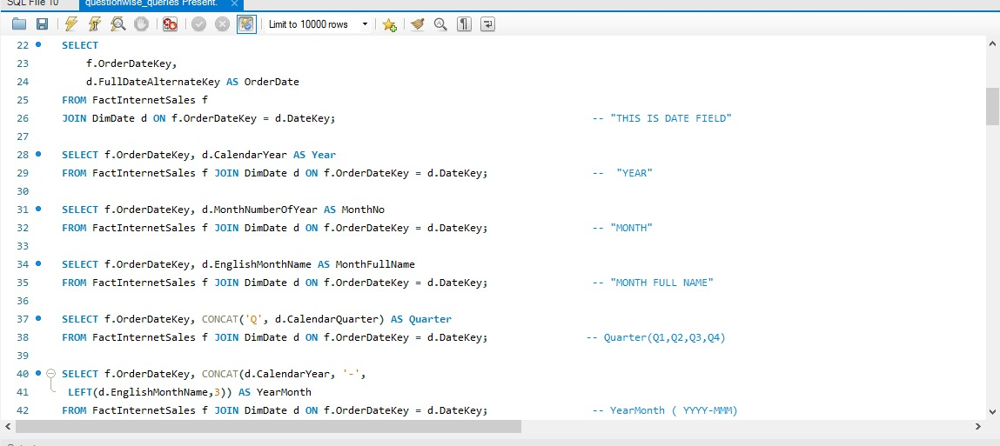 SQL File 10 questionwise_queries Present. ×
Limit to 10000 rows
22 SELECT
23 f.OrderDateKey,
24 d.FullDateAlternateKey AS OrderDate
25 FROM FactInternetSales f
26 JOIN DimDate d ON f.OrderDateKey = d.DateKey; -- "THIS IS DATE FIELD"
27
28 SELECT f.OrderDateKey, d.CalendarYear AS Year
29 FROM FactInternetSales f JOIN DimDate d ON f.OrderDateKey = d.DateKey; -- "YEAR"
30
31 SELECT f.OrderDateKey, d.MonthNumberOfYear AS MonthNo
32 FROM FactInternetSales f JOIN DimDate d ON f.OrderDateKey = d.DateKey; -- "MONTH"
33
34 SELECT f.OrderDateKey, d.EnglishMonthName AS MonthFullName
35 FROM FactInternetSales f JOIN DimDate d ON f.OrderDateKey = d.DateKey; -- "MONTH FULL NAME"
36
37 SELECT f.OrderDateKey, CONCAT('Q', d.CalendarQuarter) AS Quarter
38 FROM FactInternetSales f JOIN DimDate d ON f.OrderDateKey = d.DateKey; -- Quarter(Q1,Q2,Q3,Q4)
39
40 SELECT f.OrderDateKey, CONCAT(d.CalendarYear, '-',
41 LEFT(d.EnglishMonthName,3)) AS YearMonth
42 FROM FactInternetSales f JOIN DimDate d ON f.OrderDateKey = d.DateKey; -- YearMonth ( YYYY-MMM)